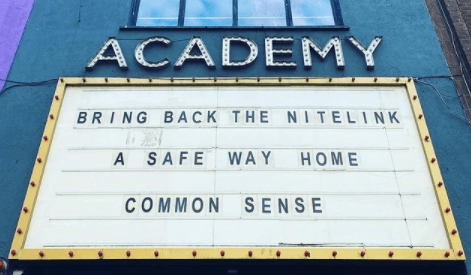 ACADEMY
BRING BACK THE NITELINK
A SAFE WAY HOME
COMMON SENSE